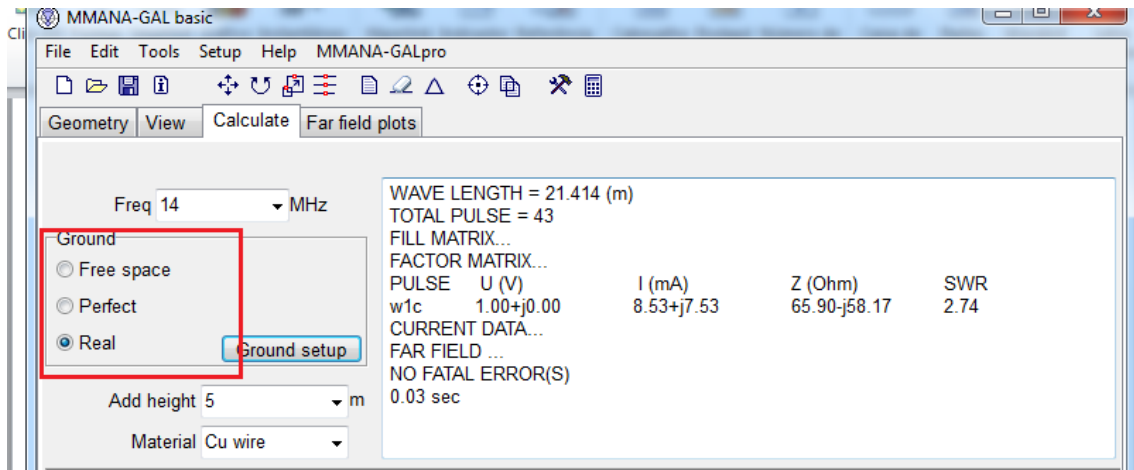 Cli
MMANA-GAL basic
File Edit Tools Setup Help MMANA-GALpro
Geometry View Calculate Far field plots
Freq 14 MHz
Ground
Free space
Perfect
Real
Ground setup
Add height 5 m
Material Cu wire
WAVE LENGTH = 21.414 (m)
TOTAL PULSE = 43
FILL MATRIX...
FACTOR MATRIX...
PULSE U (V) I (mA) Z (Ohm) SWR
w1c 1.00+j0.00 8.53+j7.53 65.90-j58.17 2.74
CURRENT DATA...
FAR FIELD ...
NO FATAL ERROR(S)
0.03 sec